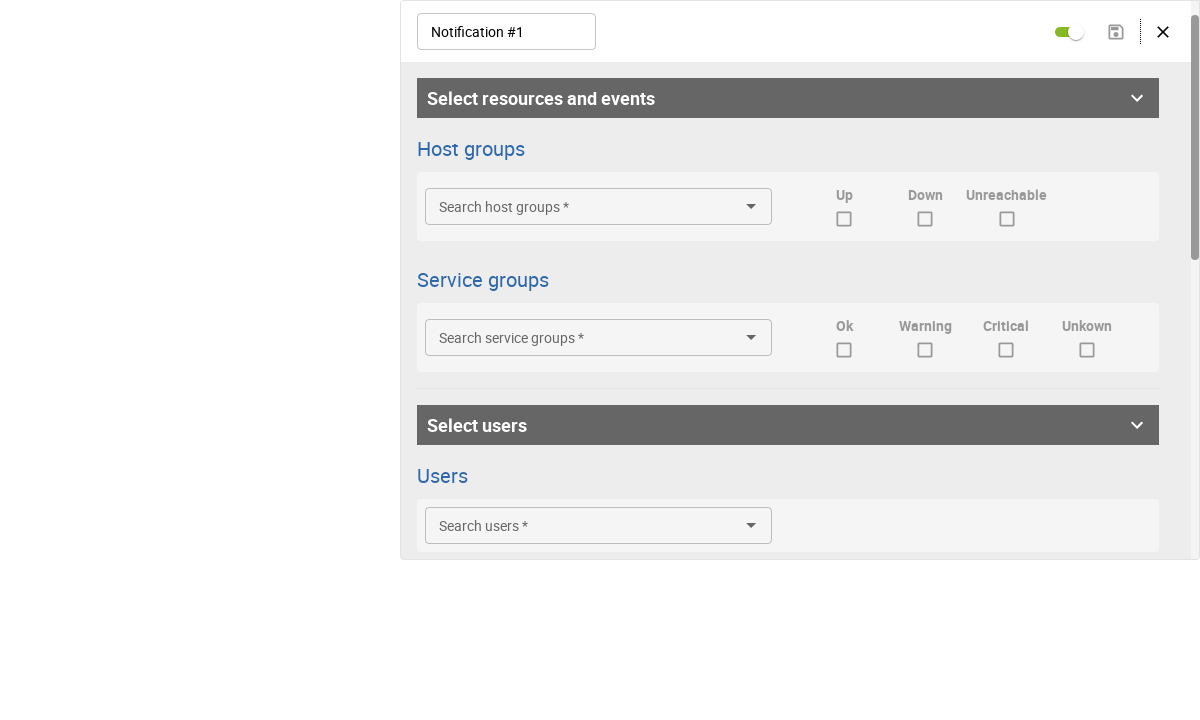 Notification #1
Select resources and events
Host groups
Search host groups *
Up Down Unreachable
Service groups
Search service groups *
Ok Warning Critical Unkown
Select users
Users
Search users *